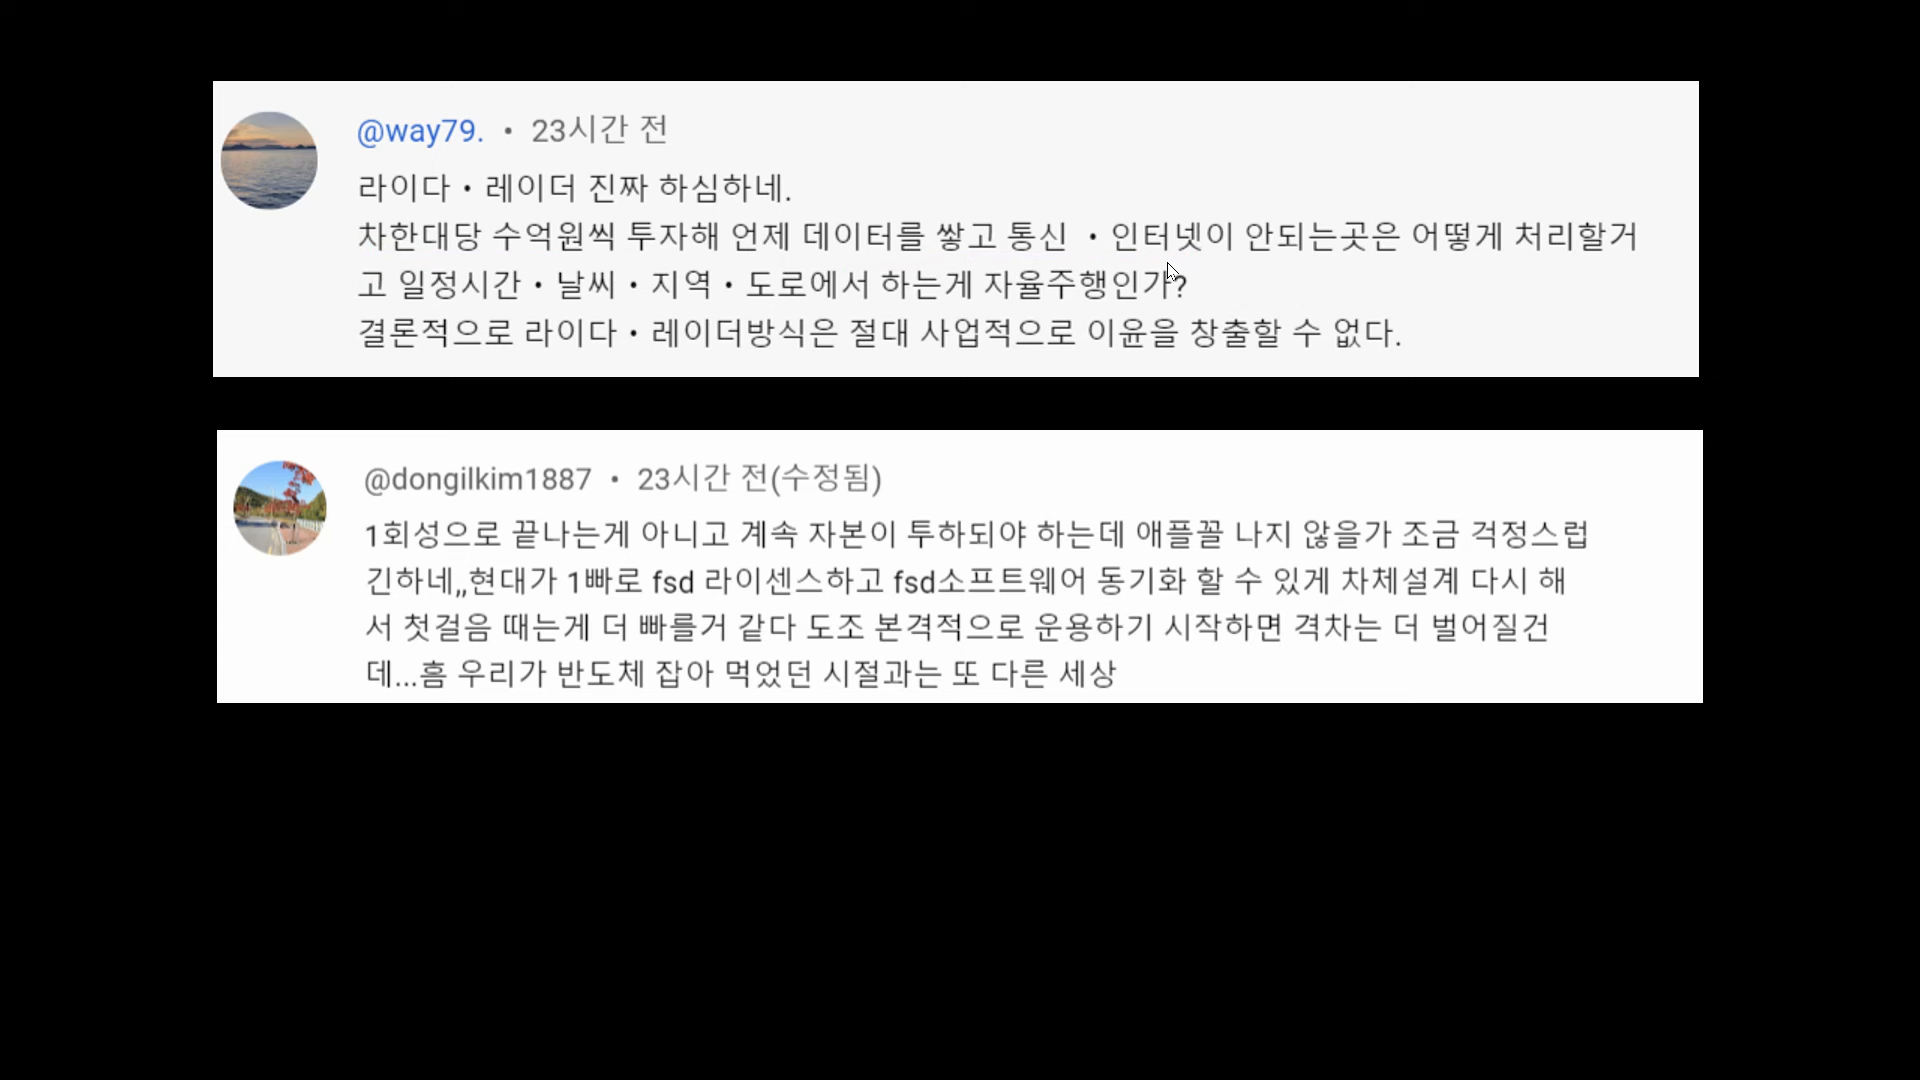 @way79. • 23시간 전
라이다・레이더 진짜 하심하네.
차한대당 수억원씩 투자해 언제 데이터를 쌓고 통신 ・인터넷이 안되는곳은 어떻게 처리할거
고 일정시간・날씨・지역・도로에서 하는게 자율주행인가?
결론적으로 라이다・레이더방식은 절대 사업적으로 이윤을 창출할 수 없다.
@dongilkim1887 • 23시간 전(수정됨)
1회성으로 끝나는게 아니고 계속 자본이 투하되야 하는데 애플꼴 나지 않을가 조금 걱정스럽
긴하네,,현대가 1빠로 fsd 라이센스하고 fsd소프트웨어 동기화 할 수 있게 차체설계 다시 해
서 첫걸음 때는게 더 빠를거 같다 도조 본격적으로 운용하기 시작하면 격차는 더 벌어질건
데...흠 우리가 반도체 잡아 먹었던 시절과는 또 다른 세상